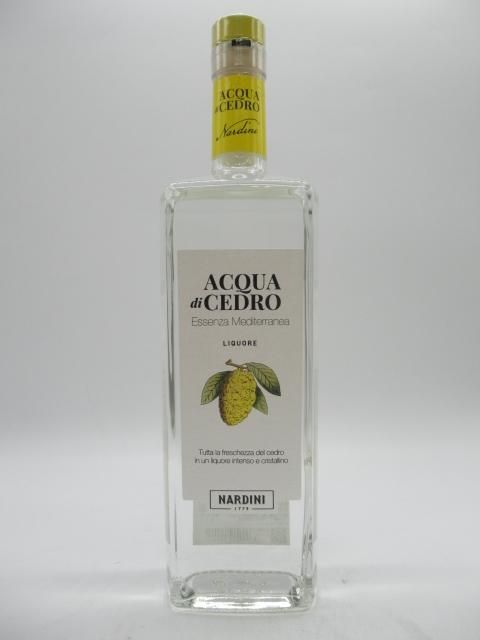 ACQUA
di CEDRO
Nardini
ACQUA
di CEDRO
Essenza Mediterranea
LIQUORE
Tutta la freschezza del cedro
in un liquore intenso e cristallino
NARDINI
1779